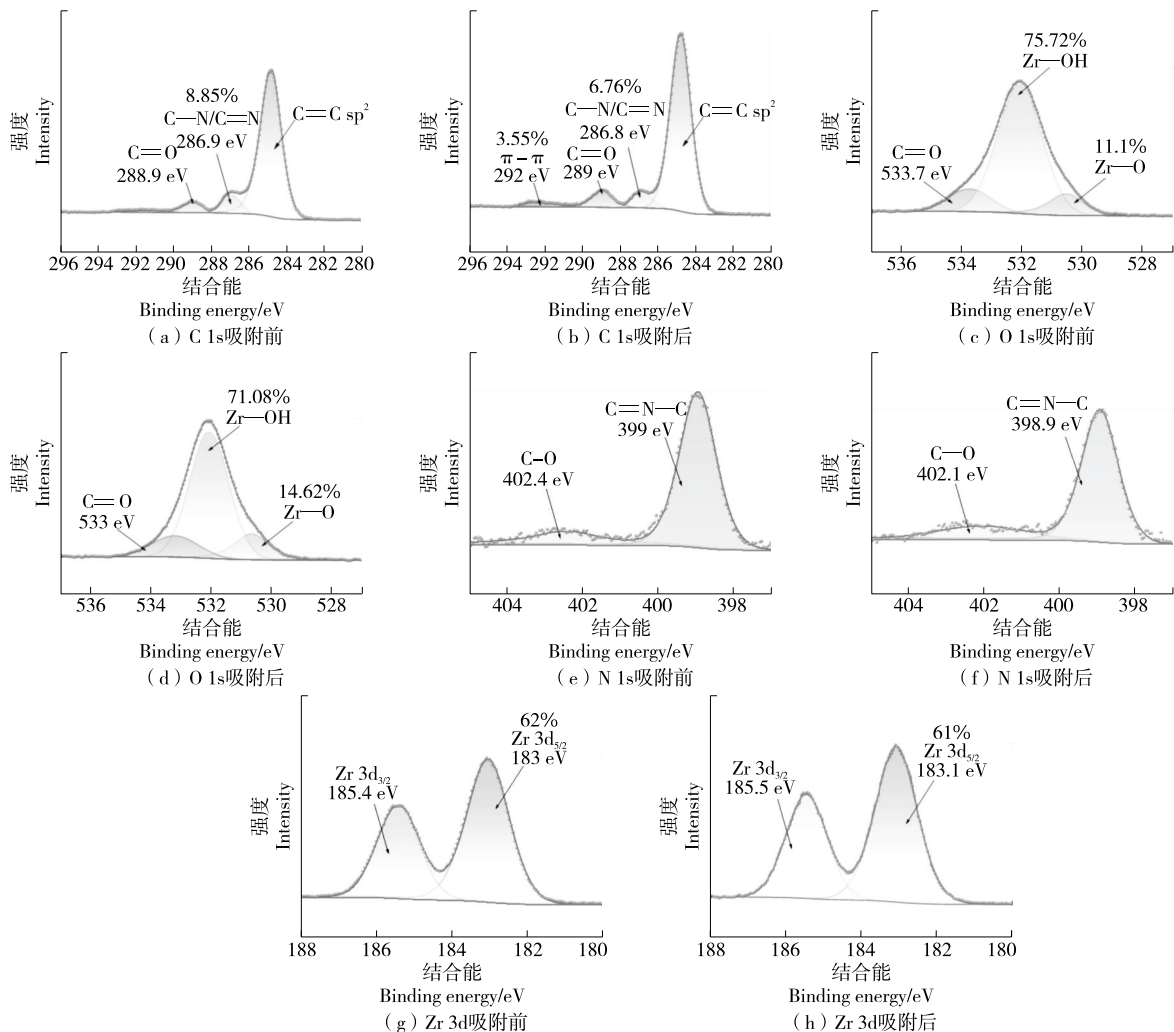 8.85%
C—N/C=N
286.9 eV
C=O
288.9 eV
C=C sp²
强度
Intensity
296 294 292 290 288 286 284 282 280
结合能
Binding energy/eV
(a) C 1s吸附前
6.76%
C—N/C=N
286.8 eV
3.55%
π-π
292 eV
C=O
289 eV
C=C sp²
强度
Intensity
296 294 292 290 288 286 284 282 280
结合能
Binding energy/eV
(b) C 1s吸附后
75.72%
Zr—OH
C=O
533.7 eV
11.1%
Zr—O
强度
Intensity
536 534 532 530 528
结合能
Binding energy/eV
(c) O 1s吸附前
71.08%
Zr—OH
C=O
533 eV
14.62%
Zr—O
强度
Intensity
536 534 532 530 528
结合能
Binding energy/eV
(d) O 1s吸附后
C=N—C
399 eV
C-O
402.4 eV
强度
Intensity
404 402 400 398
结合能
Binding energy/eV
(e) N 1s吸附前
C=N—C
398.9 eV
C—O
402.1 eV
强度
Intensity
404 402 400 398
结合能
Binding energy/eV
(f) N 1s吸附后
62%
Zr 3d₅/₂
183 eV
Zr 3d₃/₂
185.4 eV
强度
Intensity
188 186 184 182 180
结合能
Binding energy/eV
(g) Zr 3d吸附前
61%
Zr 3d₅/₂
183.1 eV
Zr 3d₃/₂
185.5 eV
强度
Intensity
188 186 184 182 180
结合能
Binding energy/eV
(h) Zr 3d吸附后